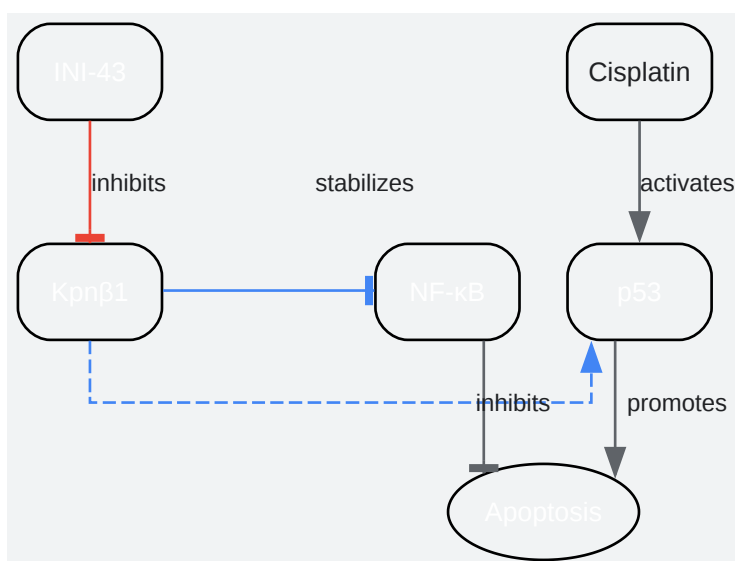 INI-43
Cisplatin
inhibits
stabilizes
activates
Kpnβ1
NF-κB
p53
inhibits
promotes
Apoptosis